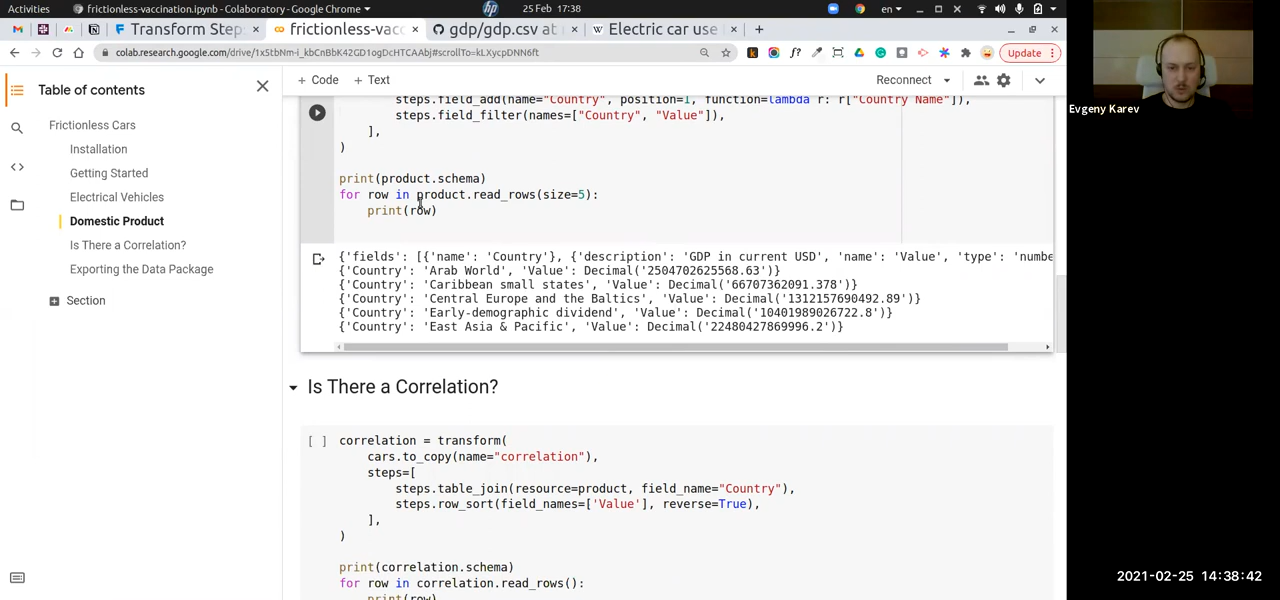 Activities
frictionless-vaccination.ipynb - Colaboratory - Google Chrome
25 Feb 17:38
en
Transform Step
frictionless-vacc
gdp/gdp.csv at
Electric car use
colab.research.google.com/drive/1x5tbNm-i_kbCnBbK42GD1ogDcHTCAAbj#scrollTo=kLXycpDNN6ft
Update
Table of contents
+ Code + Text
Reconnect
Frictionless Cars
Installation
Getting Started
Electrical Vehicles
Domestic Product
Is There a Correlation?
Exporting the Data Package
Section
steps.field_add(name="Country", position=1, function=lambda r: r["Country Name"]),
steps.field_filter(names=["Country", "Value"]),
],
)
print(product.schema)
for row in product.read_rows(size=5):
print(row)
{'fields': [{'name': 'Country'}, {'description': 'GDP in current USD', 'name': 'Value', 'type': 'numbe
{'Country': 'Arab World', 'Value': Decimal('2504702625568.63')}
{'Country': 'Caribbean small states', 'Value': Decimal('66707362091.378')}
{'Country': 'Central Europe and the Baltics', 'Value': Decimal('1312157690492.89')}
{'Country': 'Early-demographic dividend', 'Value': Decimal('10401989026722.8')}
{'Country': 'East Asia & Pacific', 'Value': Decimal('22480427869996.2')}
Is There a Correlation?
[ ] correlation = transform(
cars.to_copy(name="correlation"),
steps=[
steps.table_join(resource=product, field_name="Country"),
steps.row_sort(field_names=['Value'], reverse=True),
],
)
print(correlation.schema)
for row in correlation.read_rows():
print(row)
Evgeny Karev
2021-02-25 14:38:42